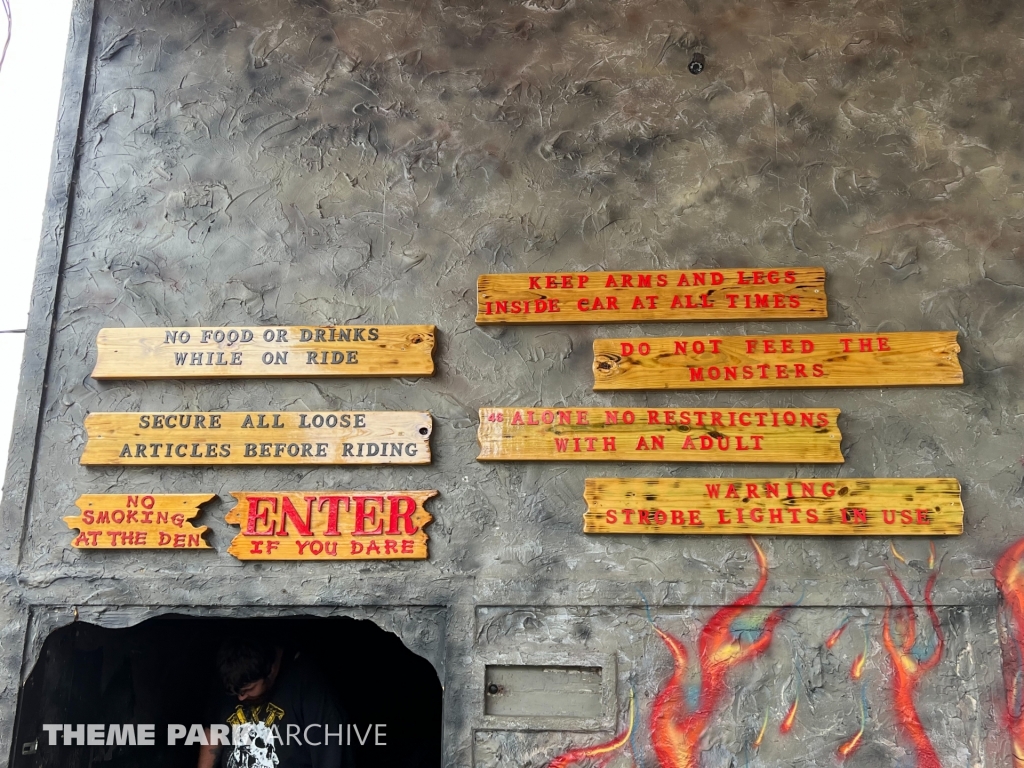 NO FOOD OR DRINKS
WHILE ON RIDE
SECURE ALL LOOSE
ARTICLES BEFORE RIDING
NO
SMOKING
AT THE DEN
ENTER
IF YOU DARE
KEEP ARMS AND LEGS
INSIDE CAR AT ALL TIMES
DO NOT FEED THE
MONSTERS
46 ALONE NO RESTRICTIONS
WITH AN ADULT
WARNING
STROBE LIGHTS IN USE
THEME PARK ARCHIVE